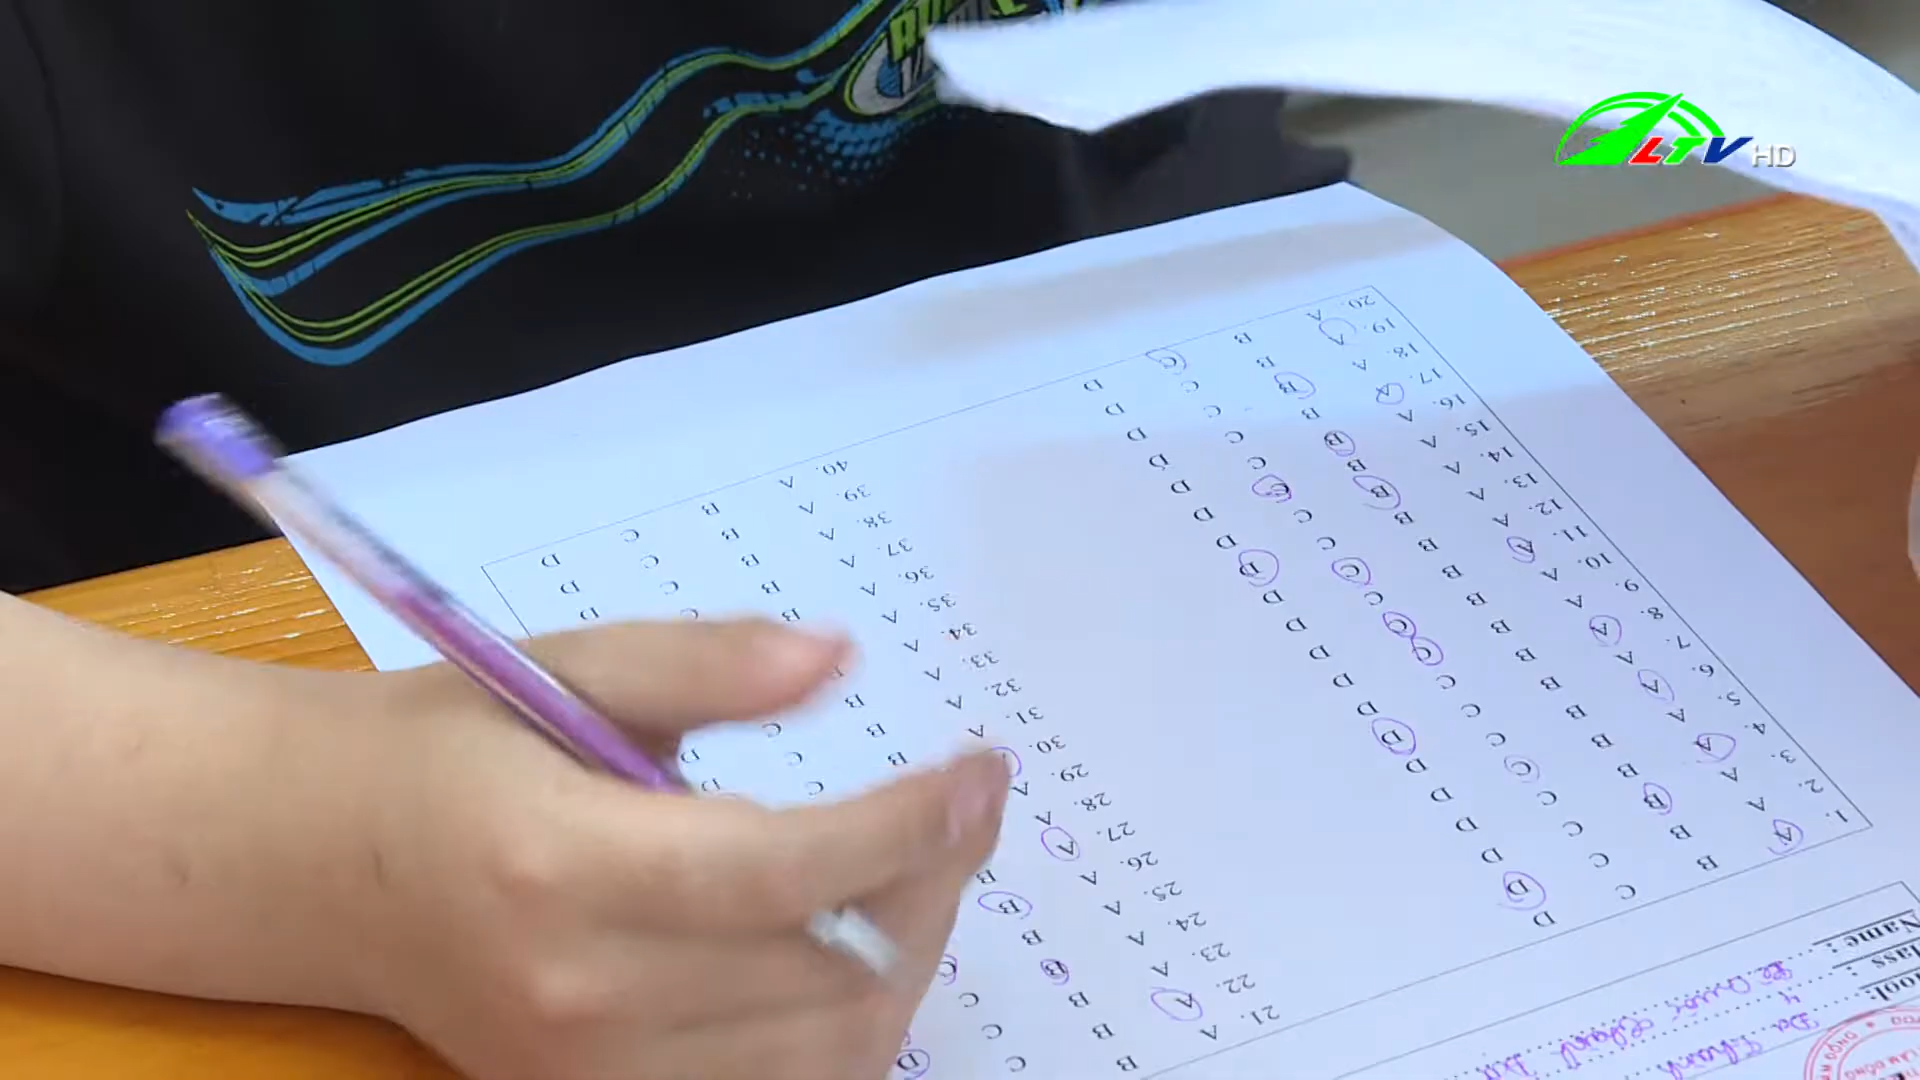 LTV HD
Name :
Class :
1. A B C D
2. A B C D
3. A B C D
4. A B C D
5. A B C D
6. A B C D
7. A B C D
8. A B C D
9. A B C D
10. A B C D
11. A B C D
12. A B C D
13. A B C D
14. A B C D
15. A B C D
16. A B C D
17. A B C D
18. A B C D
19. A B C D
20. A B C D
21. A B C D
22. A B C
23. A B C
24. A B C
25. A B
26. A B
27. A
28. A
29. A
30.
31. A B C
32. A B C D
33. A B C D
34. A
35. A
36. A B
37. A B C
38. A B C D
39. A B C D
40. A B C D